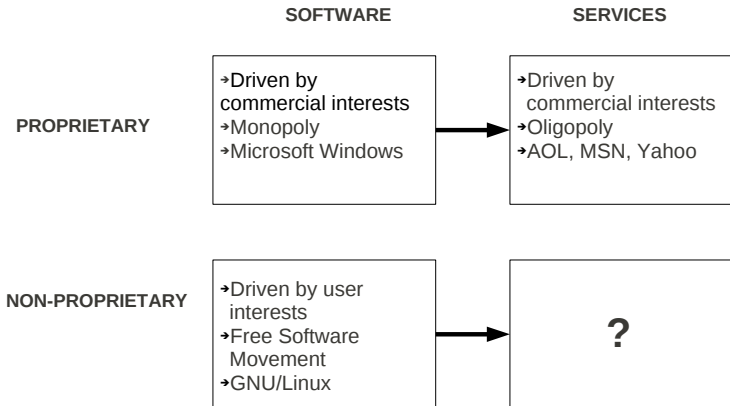 SOFTWARE
SERVICES
PROPRIETARY
➔Driven by
commercial interests
➔Monopoly
➔Microsoft Windows
➔Driven by
commercial interests
➔Oligopoly
➔AOL, MSN, Yahoo
NON-PROPRIETARY
➔Driven by user
interests
➔Free Software
Movement
➔GNU/Linux
?